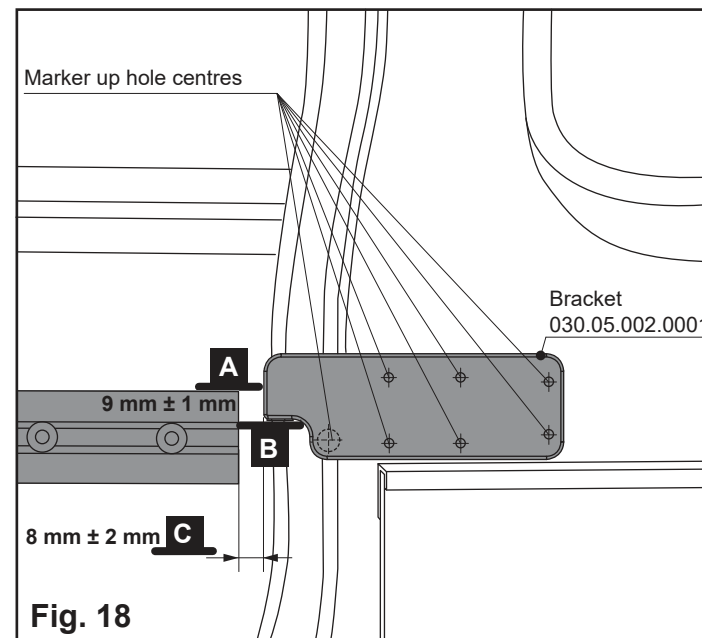 Marker up hole centres
Bracket
030.05.002.0001
A
9 mm ± 1 mm
B
8 mm ± 2 mm C
Fig. 18